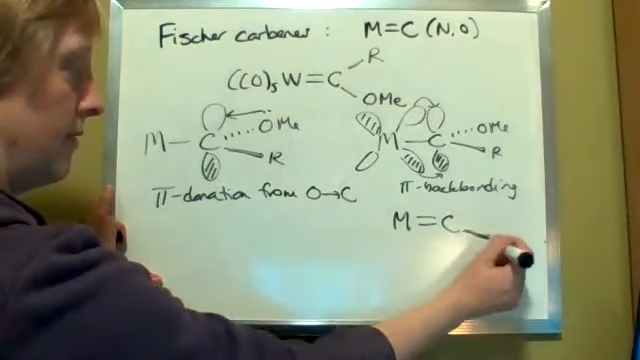 Fischer carbenes : M=C (N,O)
(CO)₅W=C
R
OMe
M-C
OMe
R
M-C
OMe
R
π-donation from O→C
π-backbonding
M=C